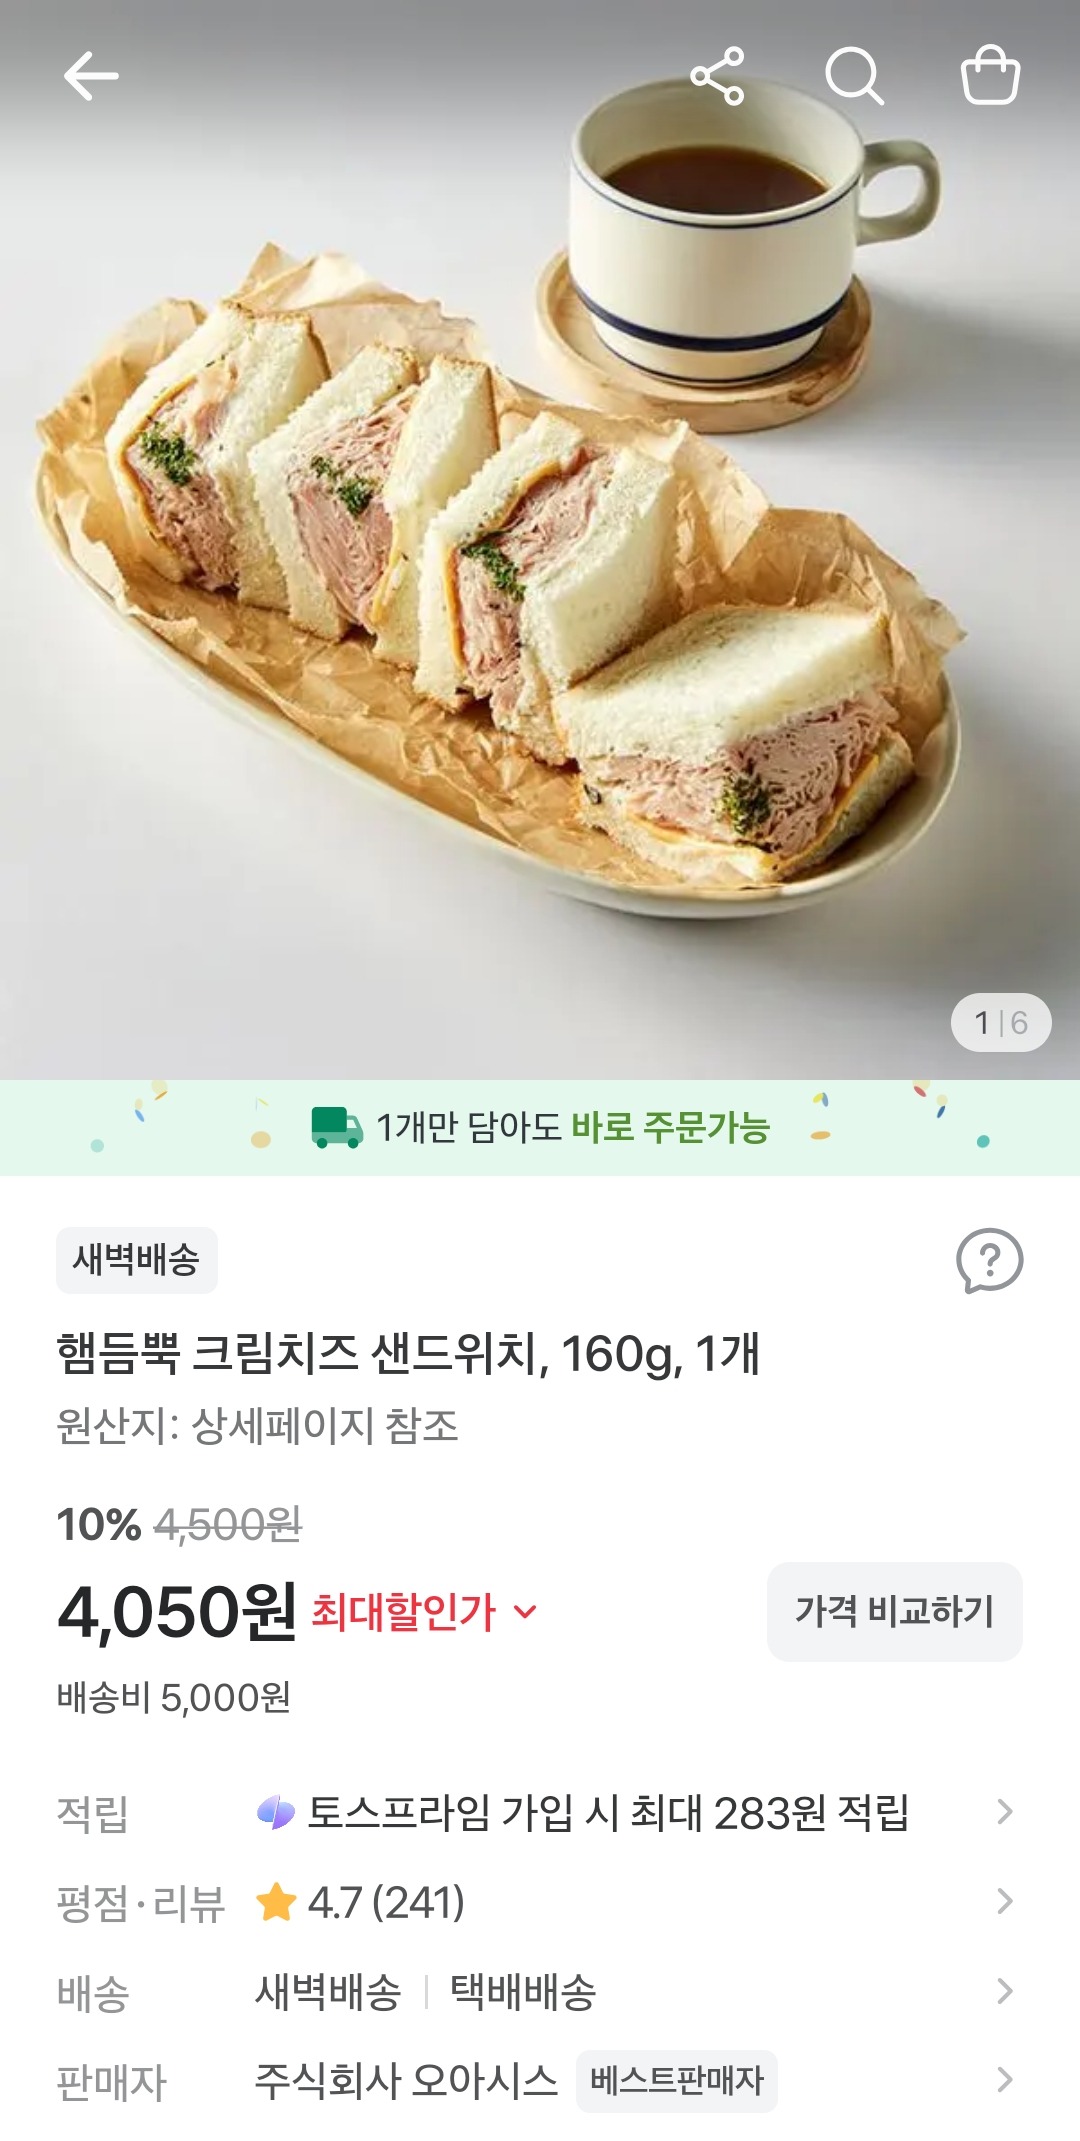 1|6
1개만 담아도 바로 주문가능
새벽배송
햄듬뿍 크림치즈 샌드위치, 160g, 1개
원산지: 상세페이지 참조
10% 4,500원
4,050원 최대할인가
가격 비교하기
배송비 5,000원
적립 토스프라임 가입 시 최대 283원 적립
평점·리뷰 4.7 (241)
배송 새벽배송 | 택배배송
판매자 주식회사 오아시스 베스트판매자